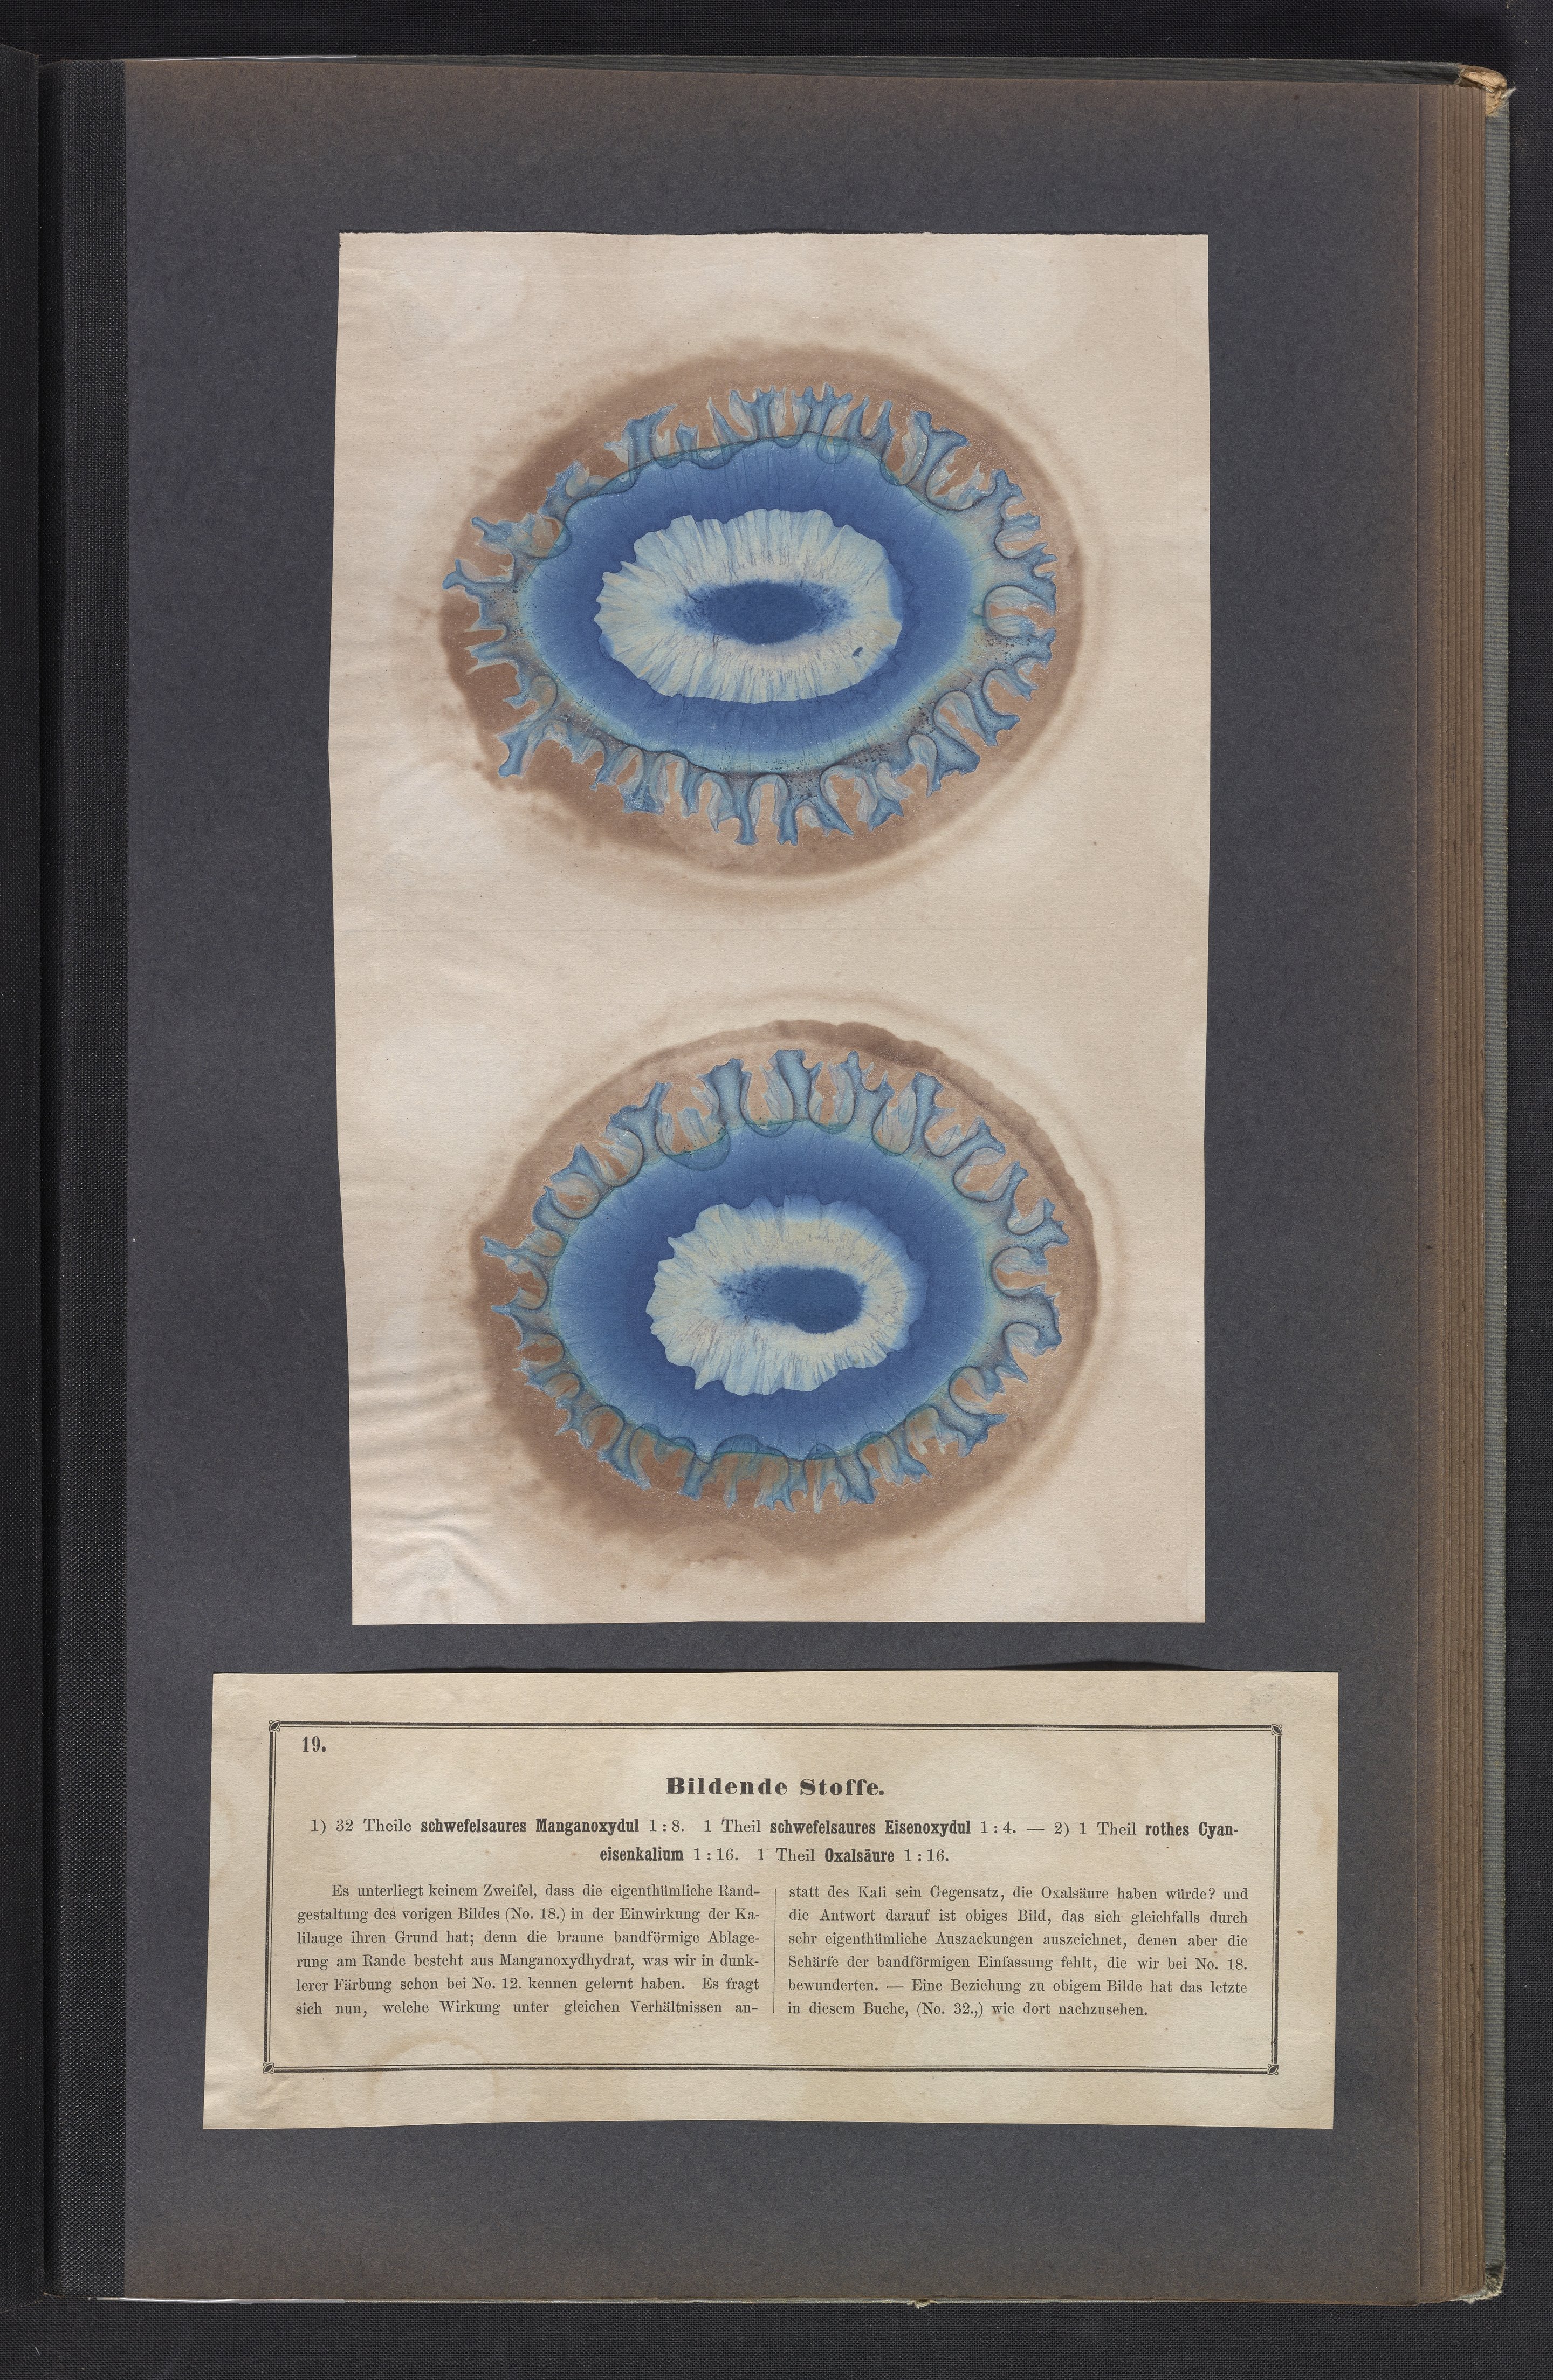 19.
Bildende Stoffe.
1) 32 Theile schwefelsaures Manganoxydul 1 : 8. 1 Theil schwefelsaures Eisenoxydul 1 : 4. — 2) 1 Theil rothes Cyan-
eisenkalium 1 : 16. 1 Theil Oxalsäure 1 : 16.
Es unterliegt keinem Zweifel, dass die eigenthümliche Rand-
gestaltung des vorigen Bildes (No. 18.) in der Einwirkung der Ka-
lilauge ihren Grund hat; denn die braune bandförmige Ablage-
rung am Rande besteht aus Manganoxydhydrat, was wir in dunk-
lerer Färbung schon bei No. 12. kennen gelernt haben. Es fragt
sich nun, welche Wirkung unter gleichen Verhältnissen an-
statt des Kali sein Gegensatz, die Oxalsäure haben würde? und
die Antwort darauf ist obiges Bild, das sich gleichfalls durch
sehr eigenthümliche Auszackungen auszeichnet, denen aber die
Schärfe der bandförmigen Einfassung fehlt, die wir bei No. 18.
bewunderten. — Eine Beziehung zu obigem Bilde hat das letzte
in diesem Buche, (No. 32.,) wie dort nachzusehen.